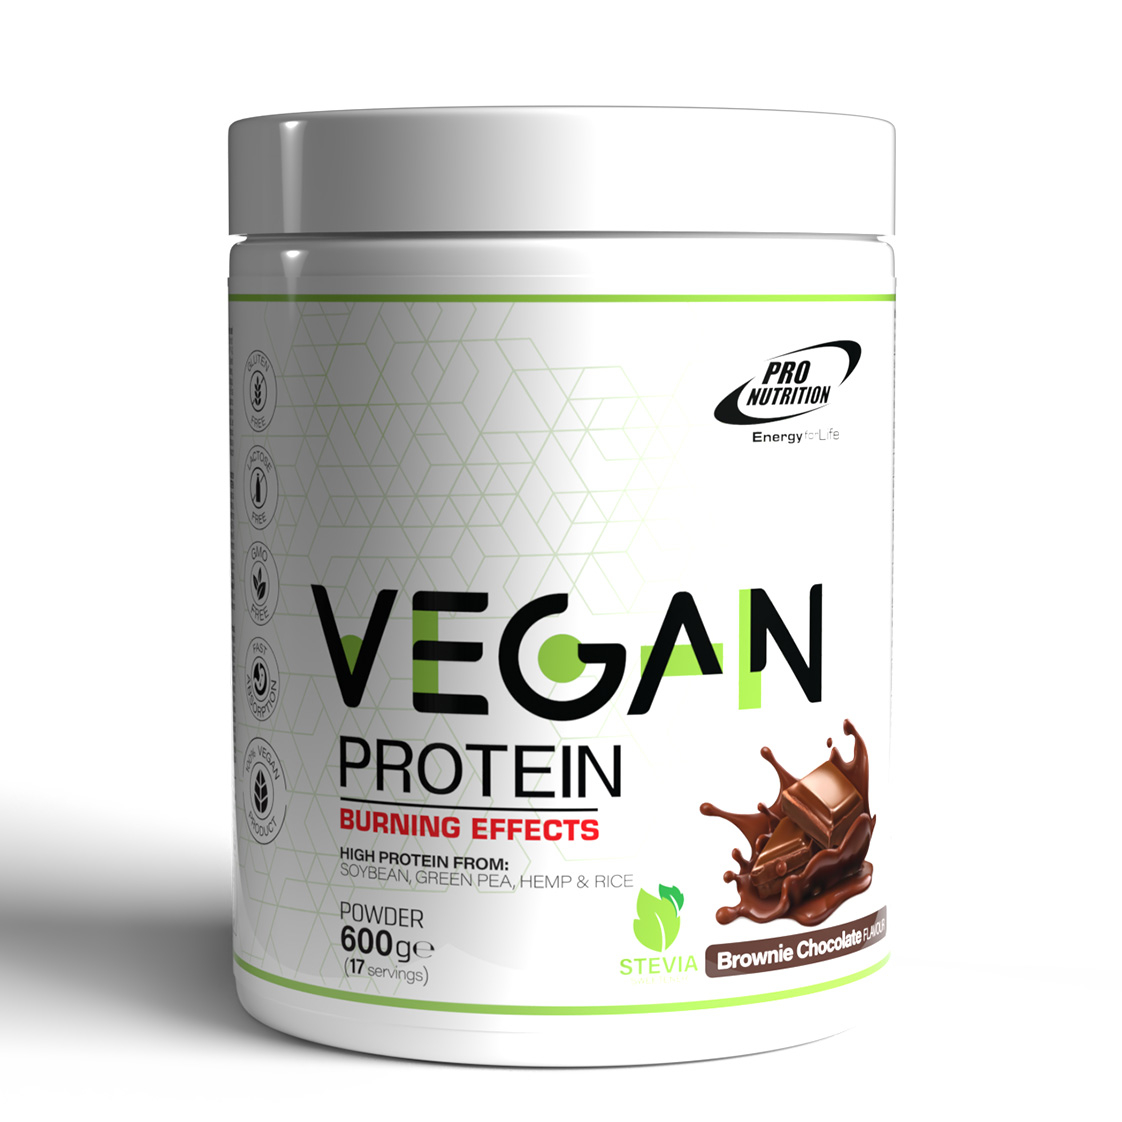 PRO
NUTRITION
Energy for Life
GLUTEN
FREE
LACTOSE
FREE
GMO
FREE
FAST
ABSORPTION
100% VEGAN
PRODUCT
VEGAN
PROTEIN
BURNING EFFECTS
HIGH PROTEIN FROM:
SOYBEAN, GREEN PEA, HEMP & RICE
POWDER
600g℮
(17 servings)
STEVIA
Brownie Chocolate FLAVOUR